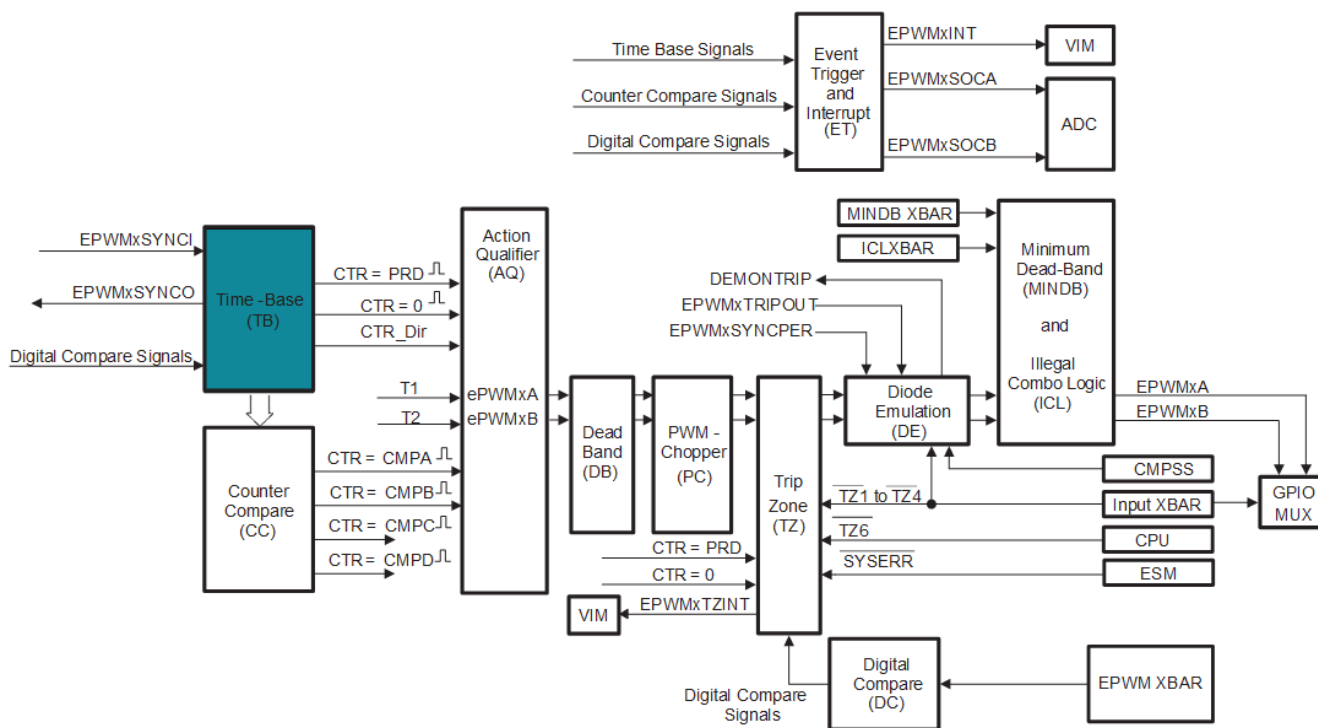 Time Base Signals
Counter Compare Signals
Digital Compare Signals
Event
Trigger
and
Interrupt
(ET)
EPWMxINT
EPWMxSOCA
EPWMxSOCB
VIM
ADC
EPWMxSYNCI
EPWMxSYNCO
Digital Compare Signals
Time -Base
(TB)
CTR = PRD
CTR = 0
CTR_Dir
T1
T2
Action
Qualifier
(AQ)
ePWMxA
ePWMxB
Counter
Compare
(CC)
CTR = CMPA
CTR = CMPB
CTR = CMPC
CTR = CMPD
Dead
Band
(DB)
PWM -
Chopper
(PC)
Trip
Zone
(TZ)
CTR = PRD
CTR = 0
EPWMxTZINT
VIM
DEMONTRIP
EPWMxTRIPOUT
EPWMxSYNCPER
Diode
Emulation
(DE)
MINDB XBAR
ICLXBAR
Minimum
Dead-Band
(MINDB)
and
Illegal
Combo Logic
(ICL)
EPWMxA
EPWMxB
TZ1 to TZ4
TZ6
SYSERR
CMPSS
Input XBAR
CPU
ESM
GPIO
MUX
Digital Compare
Signals
Digital
Compare
(DC)
EPWM XBAR